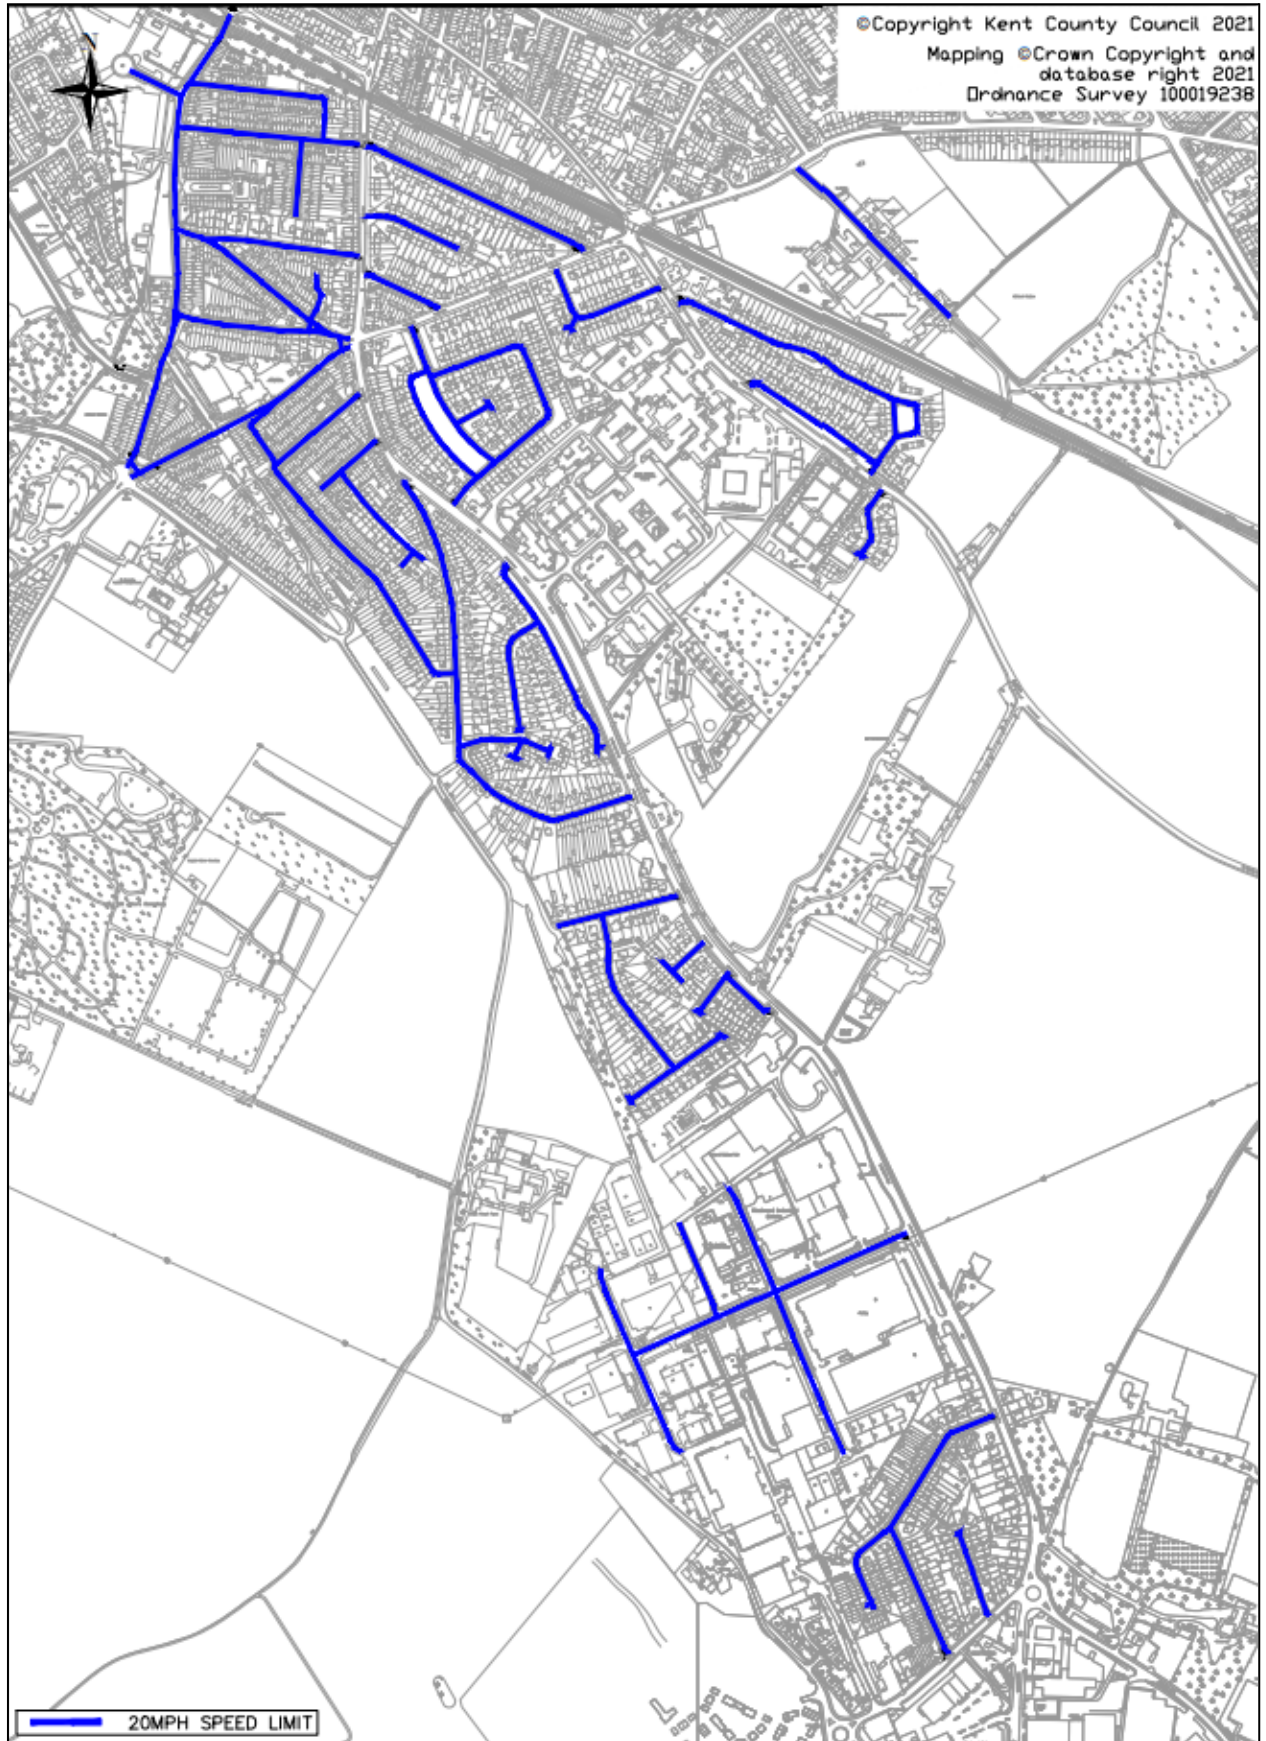 ©Copyright Kent County Council 2021
Mapping ©Crown Copyright and
database right 2021
Ordnance Survey 100019238
N
20MPH SPEED LIMIT